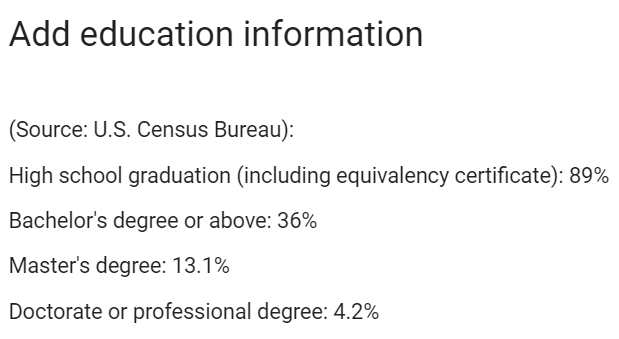 Add education information
(Source: U.S. Census Bureau):
High school graduation (including equivalency certificate): 89%
Bachelor's degree or above: 36%
Master's degree: 13.1%
Doctorate or professional degree: 4.2%